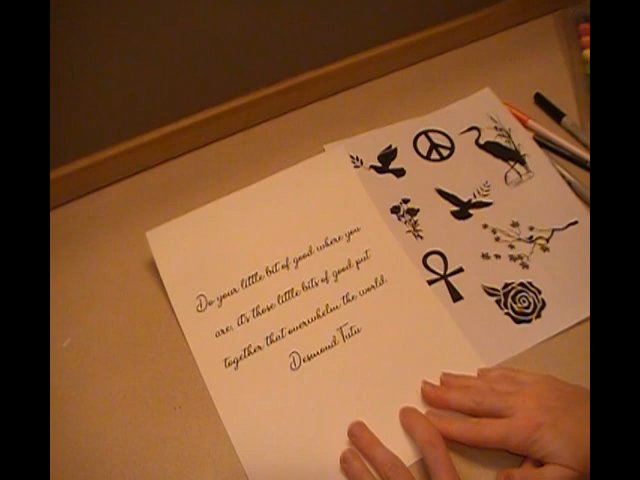 Do your little bit of good where you
are; it's those little bits of good put
together that overwhelm the world.
Desmond Tutu